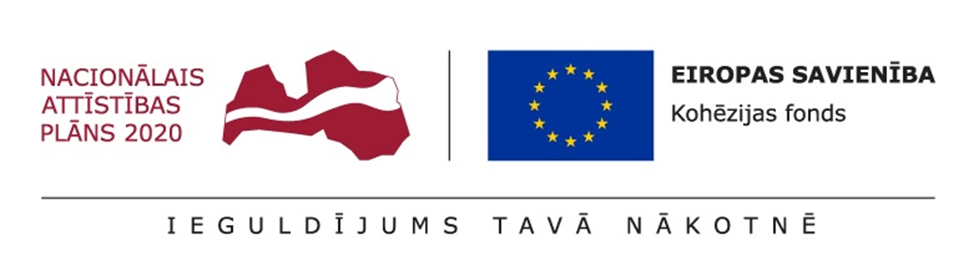 NACIONĀLAIS
ATTĪSTĪBAS
PLĀNS 2020
EIROPAS SAVIENĪBA
Kohēzijas fonds
IEGULDĪJUMS TAVĀ NĀKOTNĒ